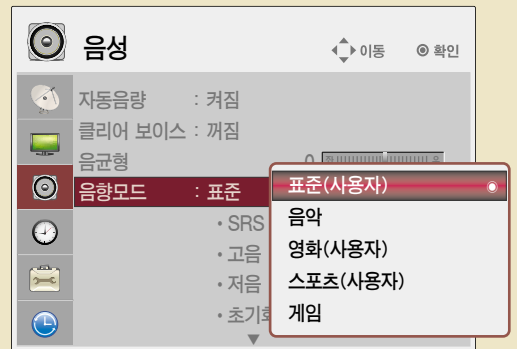 음성 이동 ◉ 확인
자동음량 : 켜짐
클리어 보이스 : 꺼짐
음균형 0 좌 우
음향모드 : 표준
• SRS
• 고음
• 저음
• 초기화
▼
표준(사용자) ◉
음악
영화(사용자)
스포츠(사용자)
게임